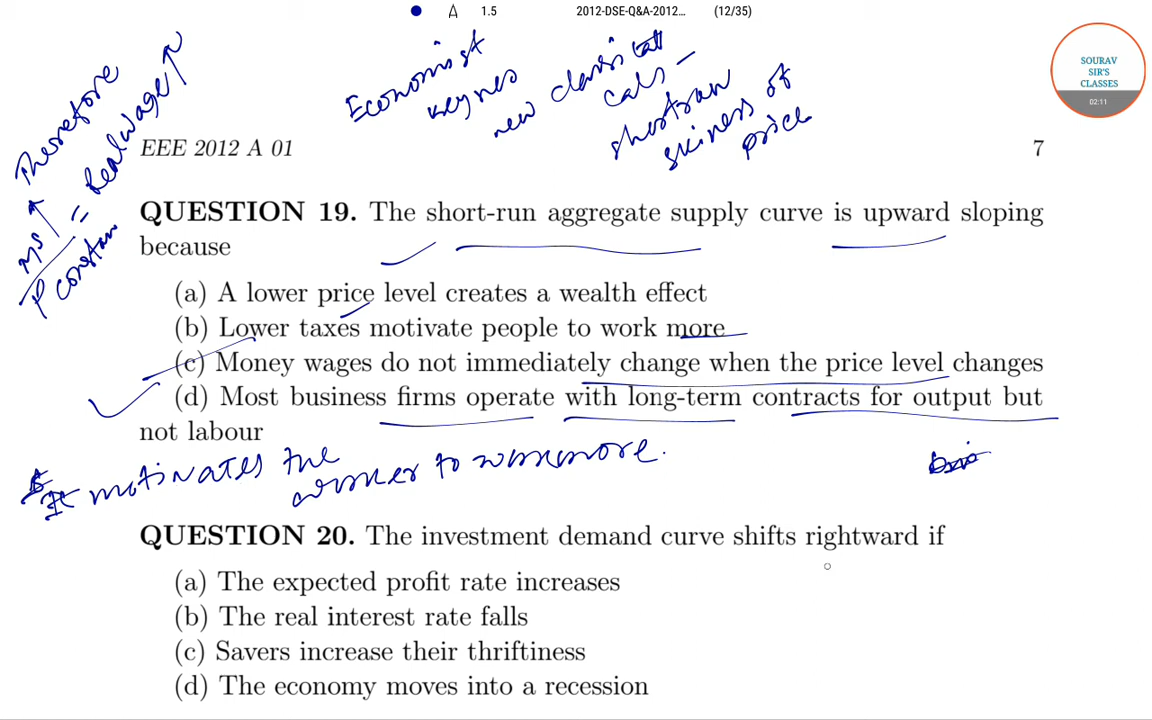 1.5 2012-DSE-Q&A-2012... (12/35)
SOURAV
SIR'S
CLASSES
02:11
Economist
keynes
new classical
shortrun
of
price
Therefore
Real wage ↑
=
P constan
EEE 2012 A 01 7
QUESTION 19. The short-run aggregate supply curve is upward sloping
because
(a) A lower price level creates a wealth effect
(b) Lower taxes motivate people to work more
(c) Money wages do not immediately change when the price level changes
(d) Most business firms operate with long-term contracts for output but
not labour
It motivates the
worker to work more.
QUESTION 20. The investment demand curve shifts rightward if
(a) The expected profit rate increases
(b) The real interest rate falls
(c) Savers increase their thriftiness
(d) The economy moves into a recession